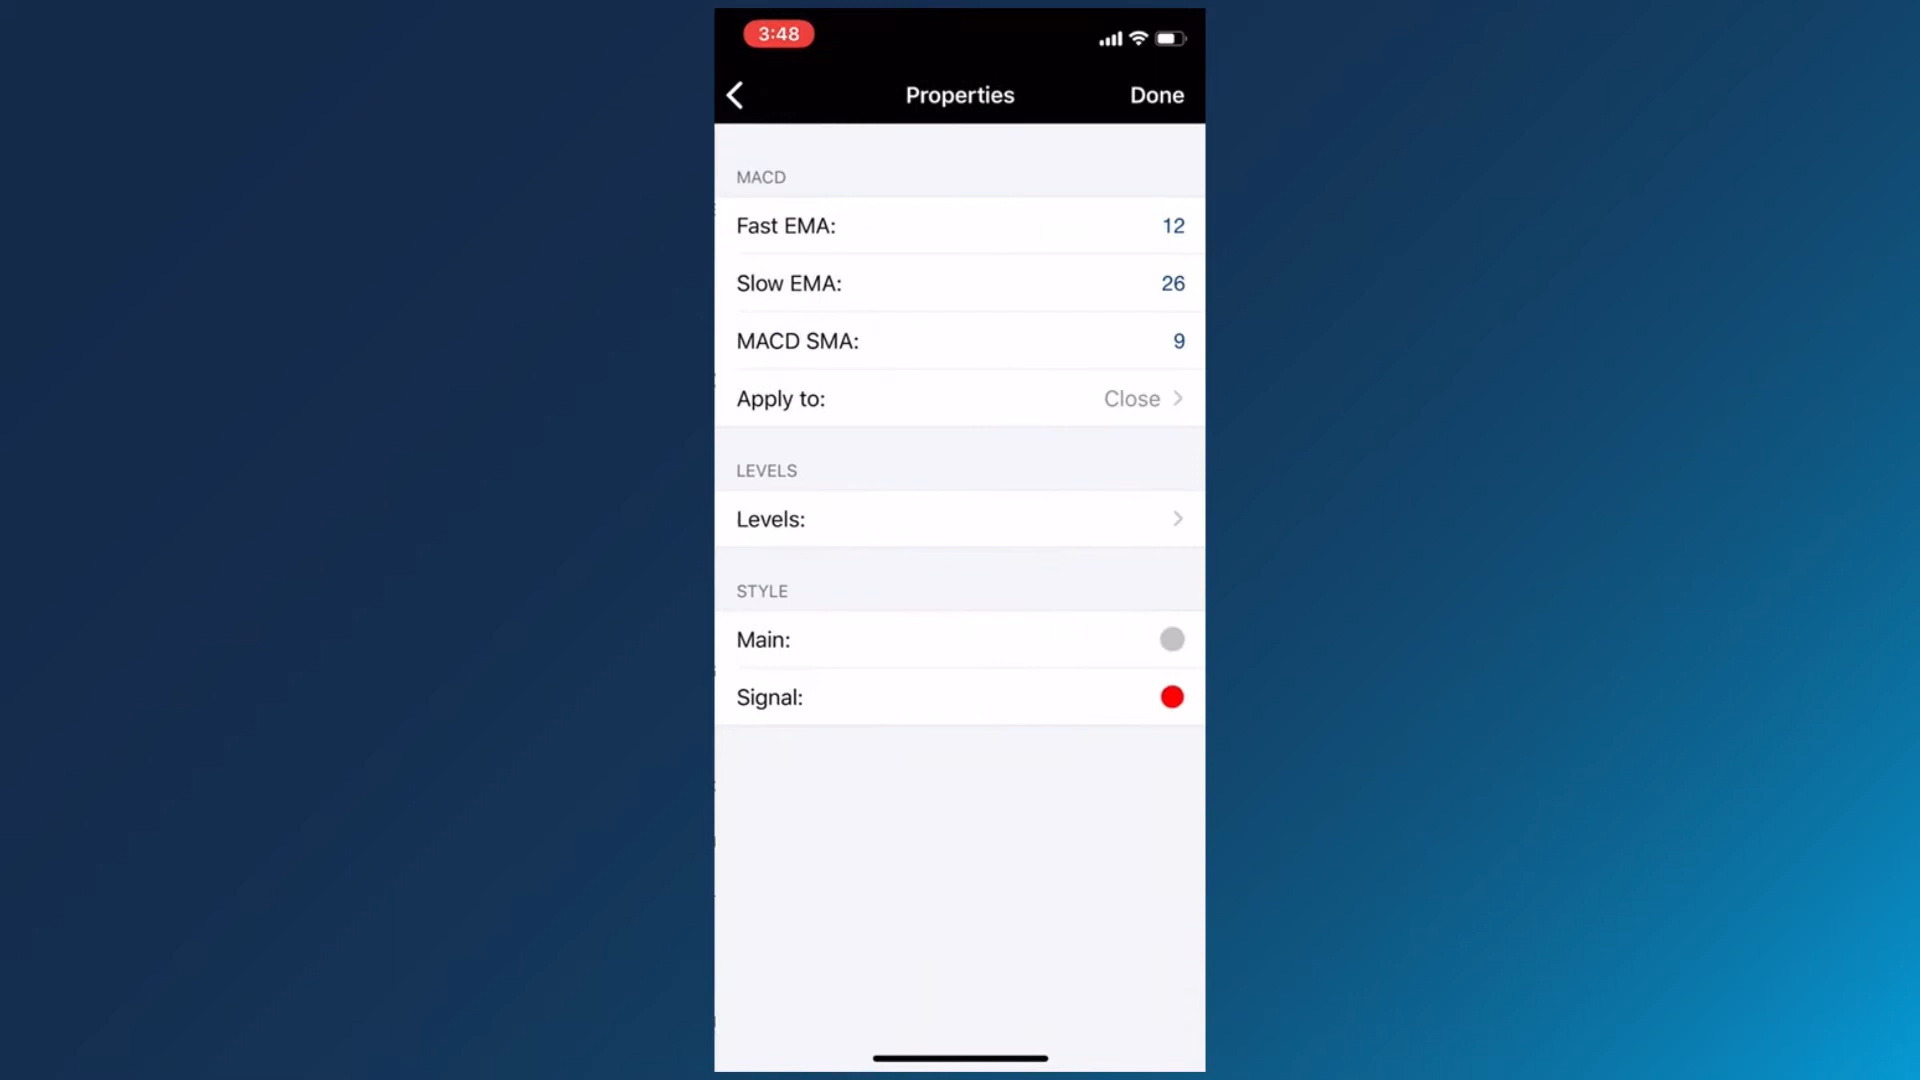 3:48
Properties
Done
MACD
Fast EMA: 12
Slow EMA: 26
MACD SMA: 9
Apply to: Close
LEVELS
Levels:
STYLE
Main:
Signal: